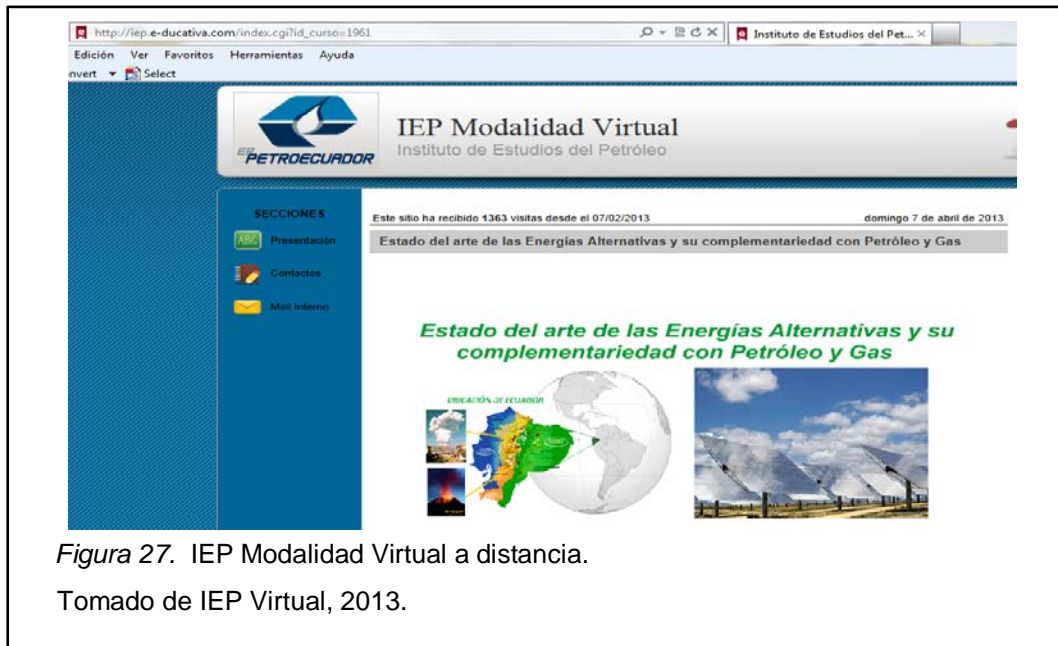 http://iep.e-ducativa.com/index.cgi?id_curso=1961
Instituto de Estudios del Pet...
Edición Ver Favoritos Herramientas Ayuda
nvert Select
EP PETROECUADOR
IEP Modalidad Virtual
Instituto de Estudios del Petróleo
SECCIONES
Este sitio ha recibido 1363 visitas desde el 07/02/2013 domingo 7 de abril de 2013
ABC Presentación
Estado del arte de las Energías Alternativas y su complementariedad con Petróleo y Gas
Contactos
Mail Interno
Estado del arte de las Energías Alternativas y su
complementariedad con Petróleo y Gas
UBICACIÓN DE ECUADOR
Figura 27. IEP Modalidad Virtual a distancia.
Tomado de IEP Virtual, 2013.